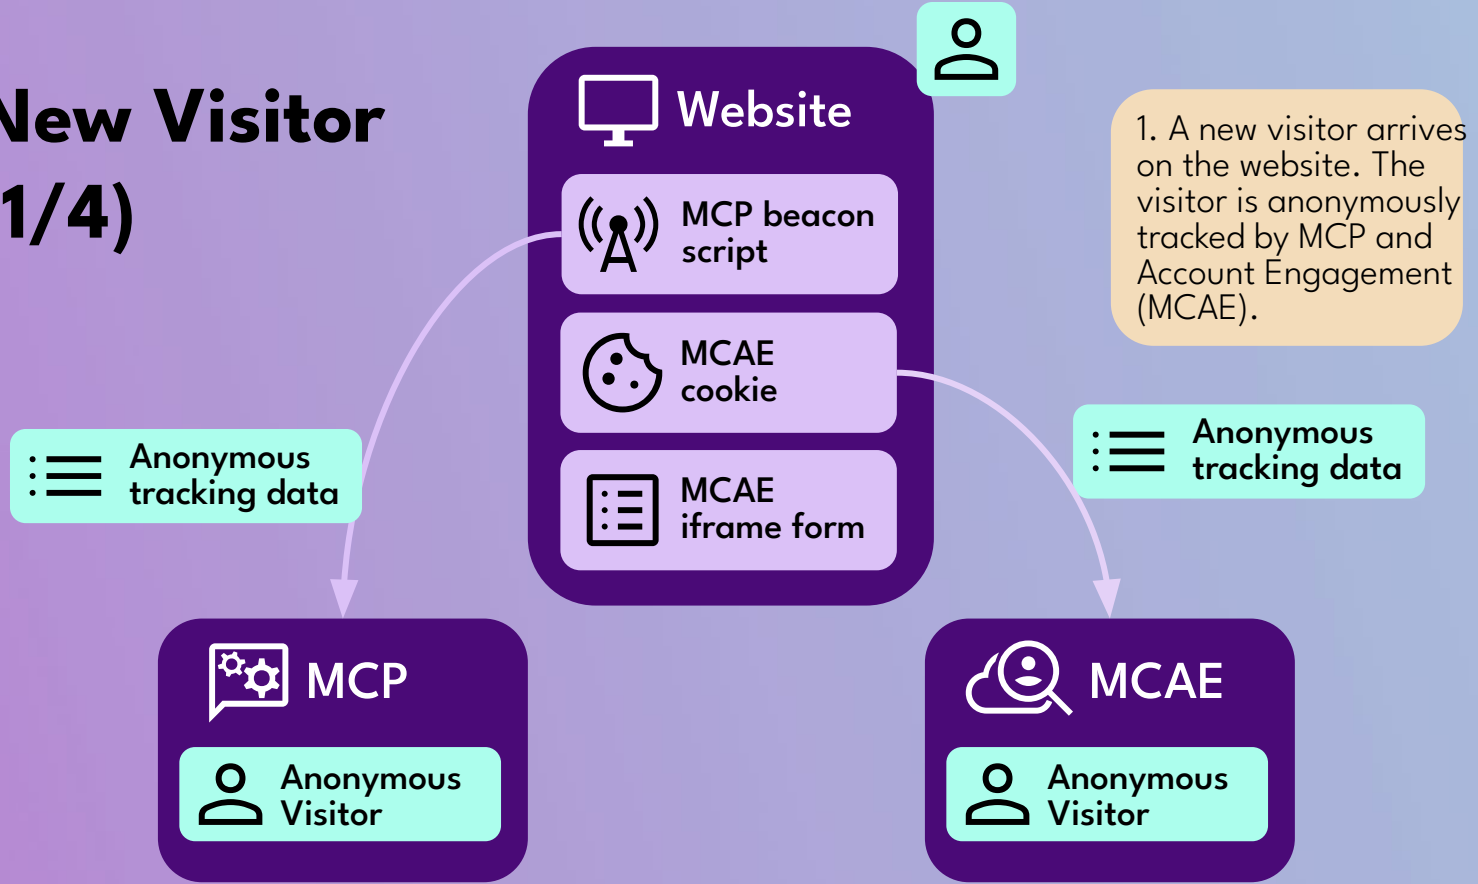 New Visitor
1/4)
Website
MCP beacon
script
MCAE
cookie
MCAE
iframe form
1. A new visitor arrives
on the website. The
visitor is anonymously
tracked by MCP and
Account Engagement
(MCAE).
Anonymous
tracking data
Anonymous
tracking data
MCP
Anonymous
Visitor
MCAE
Anonymous
Visitor